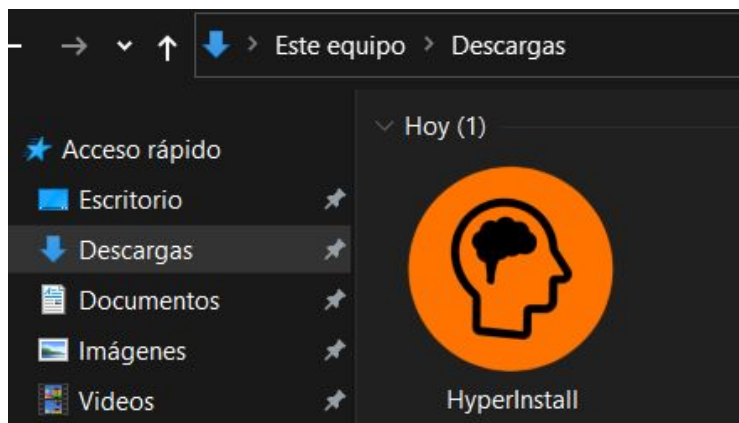 Este equipo > Descargas
Hoy (1)
Acceso rápido
Escritorio
Descargas
Documentos
Imágenes
Videos
HyperInstall